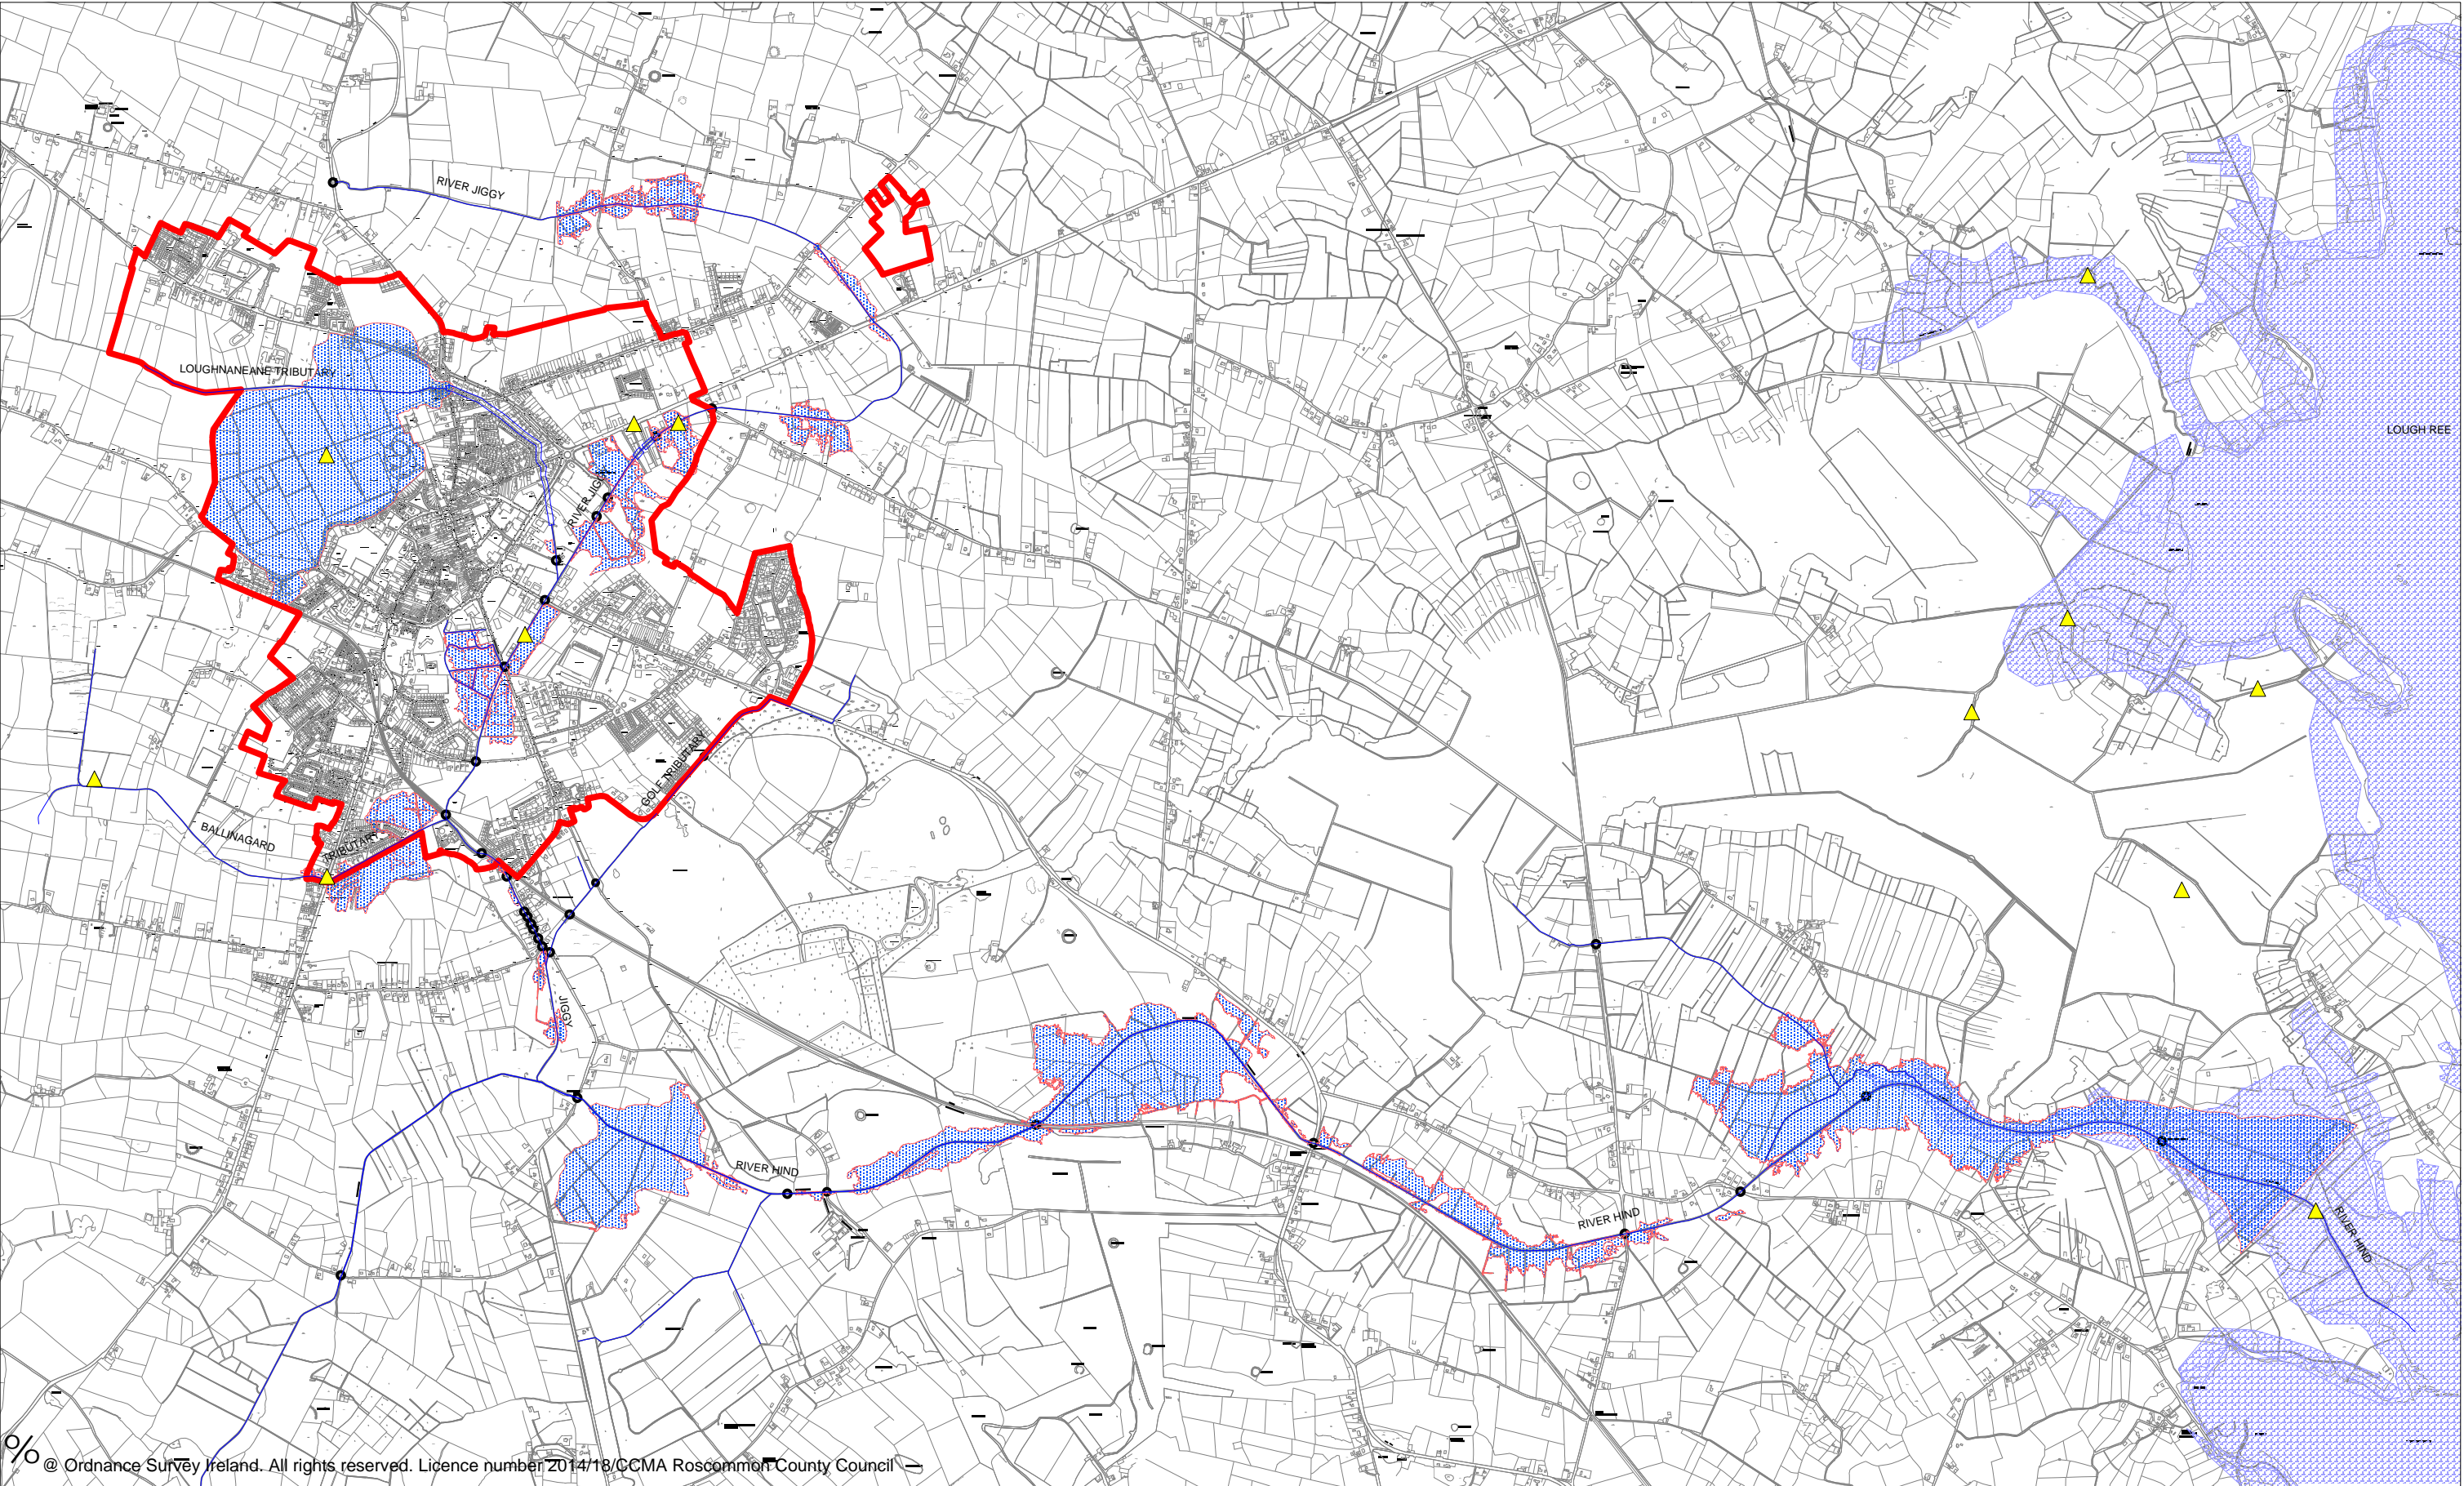 RIVER JIGGY
LOUGHNANEANE TRIBUTARY
LOUGH REE
RIVER JIGGY
GOLF TRIBUTARY
BALLINAGARD
TRIBUTARY
JIGGY
RIVER HIND
RIVER HIND
RIVER HIND
% @ Ordnance Survey Ireland. All rights reserved. Licence number 2014/18/CCMA Roscommon County Council